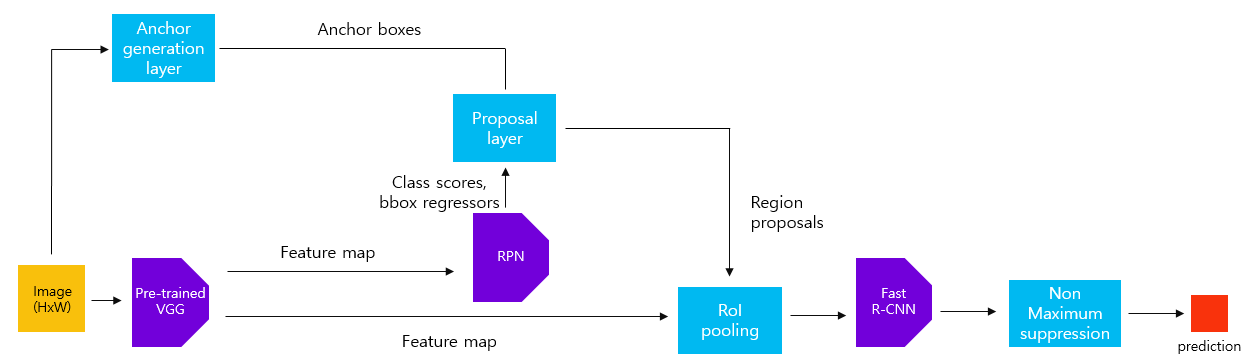 Anchor
generation
layer
Anchor boxes
Proposal
layer
Class scores,
bbox regressors
Region
proposals
Feature map
RPN
Image
(HxW)
Pre-trained
VGG
Feature map
RoI
pooling
Fast
R-CNN
Non
Maximum
suppression
prediction